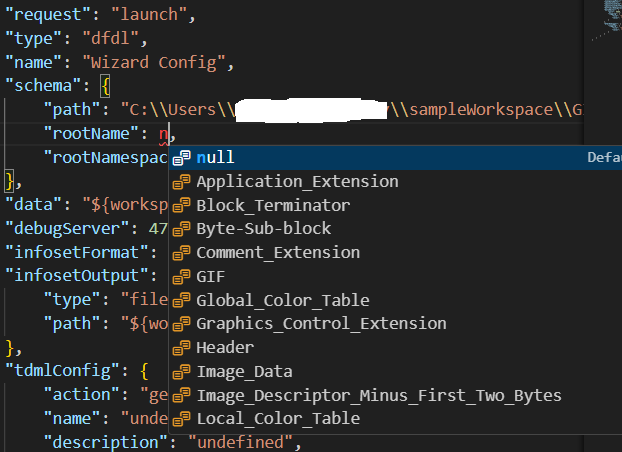 "request": "launch",
"type": "dfdl",
"name": "Wizard Config",
"schema": {
"path": "C:\\Users\\ \\sampleWorkspace\\G
"rootName": n,
"rootNamespac
null Defa
Application_Extension
Block_Terminator
Byte-Sub-block
Comment_Extension
GIF
Global_Color_Table
Graphics_Control_Extension
Header
Image_Data
Image_Descriptor_Minus_First_Two_Bytes
Local_Color_Table
},
"data": "${worksp
"debugServer": 47
"infosetFormat":
"infosetOutput":
"type": "file
"path": "${wo
},
"tdmlConfig": {
"action": "ge
"name": "unde
"description": "undefined",